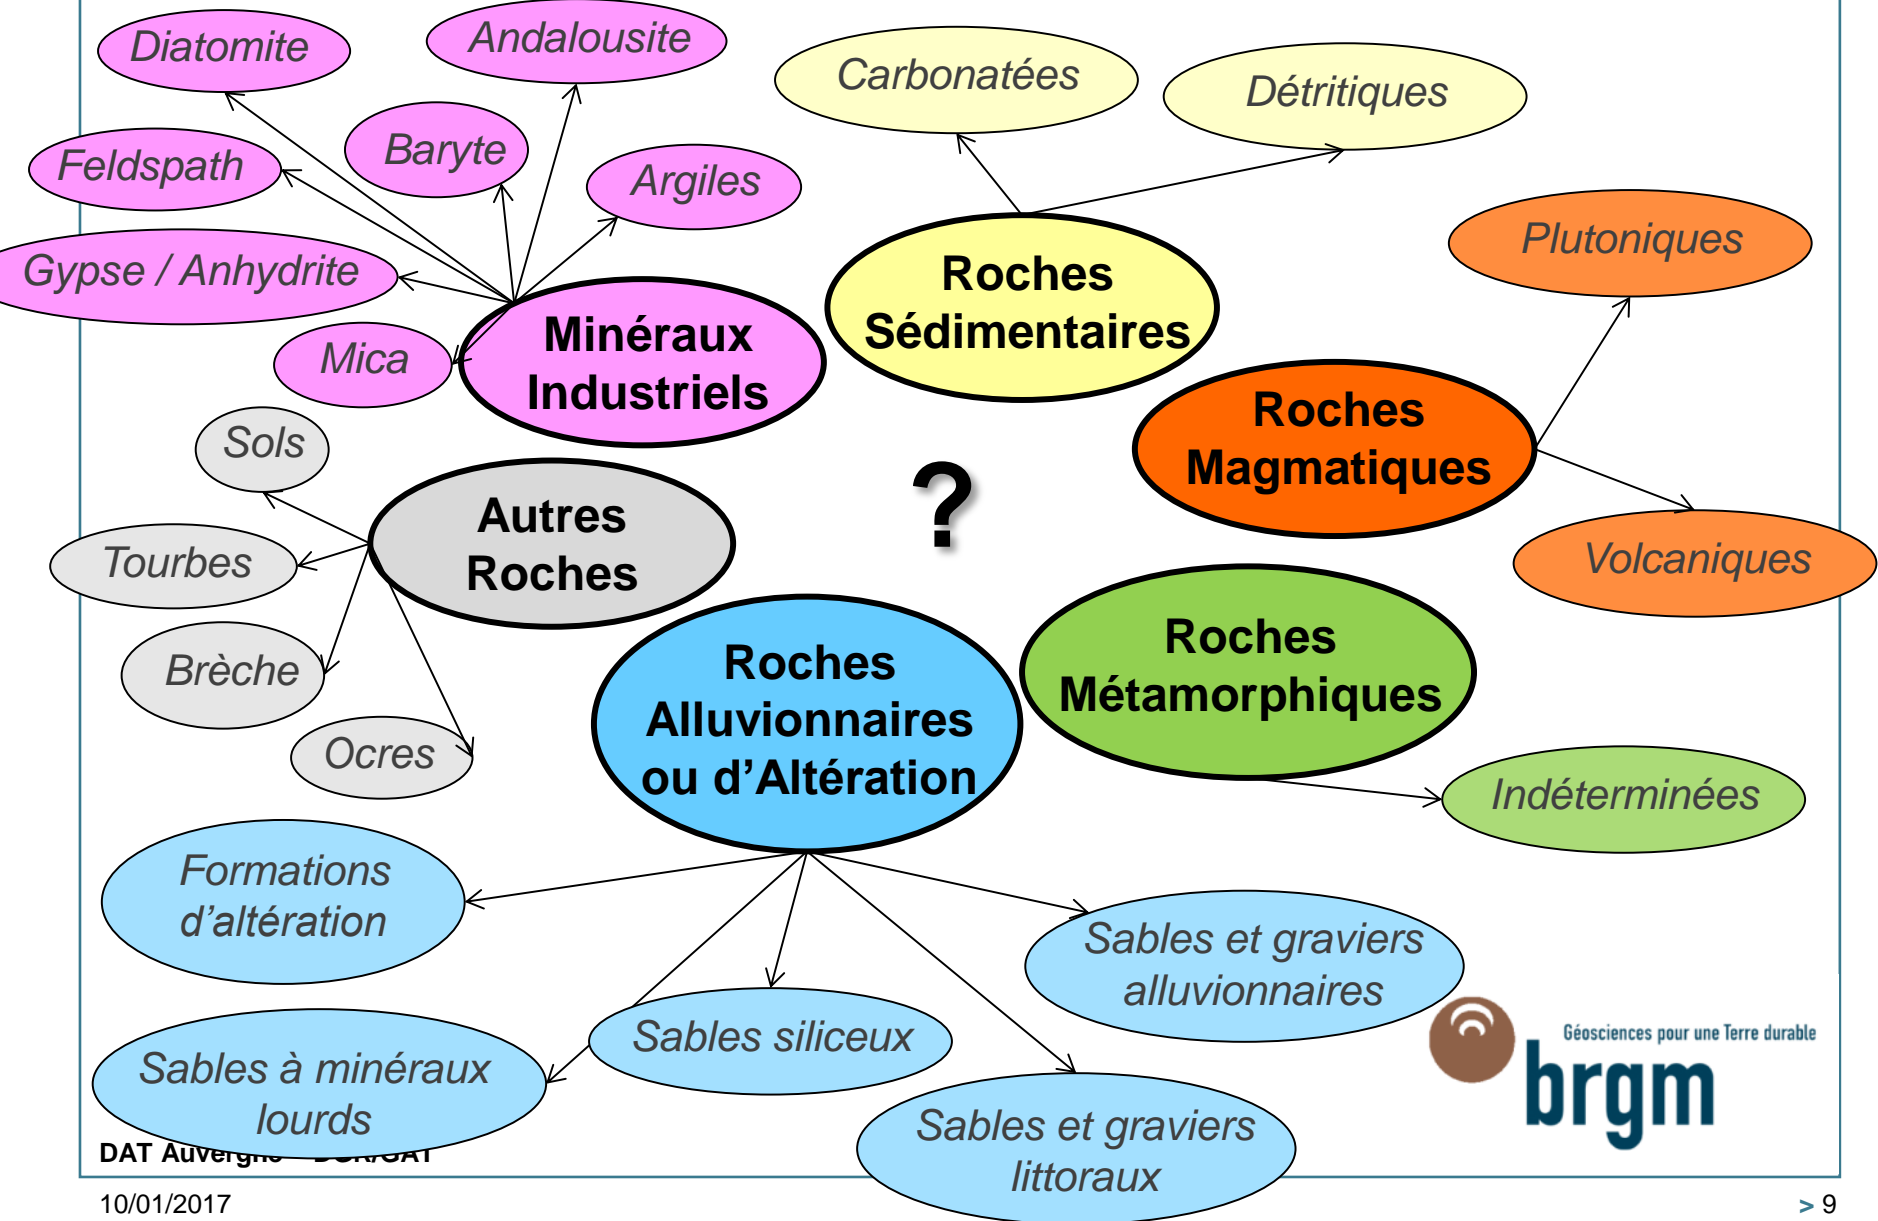 Diatomite
Andalousite
Carbonatées
Détritiques
Feldspath
Baryte
Argiles
Plutoniques
Gypse / Anhydrite
Roches
Sédimentaires
Minéraux
Industriels
Mica
Roches
Magmatiques
Sols
?
Autres
Roches
Tourbes
Volcaniques
Brèche
Roches
Alluvionnaires
ou d’Altération
Roches
Métamorphiques
Ocres
Indéterminées
Formations
d’altération
Sables et graviers
alluvionnaires
Sables siliceux
Sables à minéraux
lourds
Sables et graviers
littoraux
Géosciences pour une Terre durable
brgm
DAT Auvergne
10/01/2017
> 9